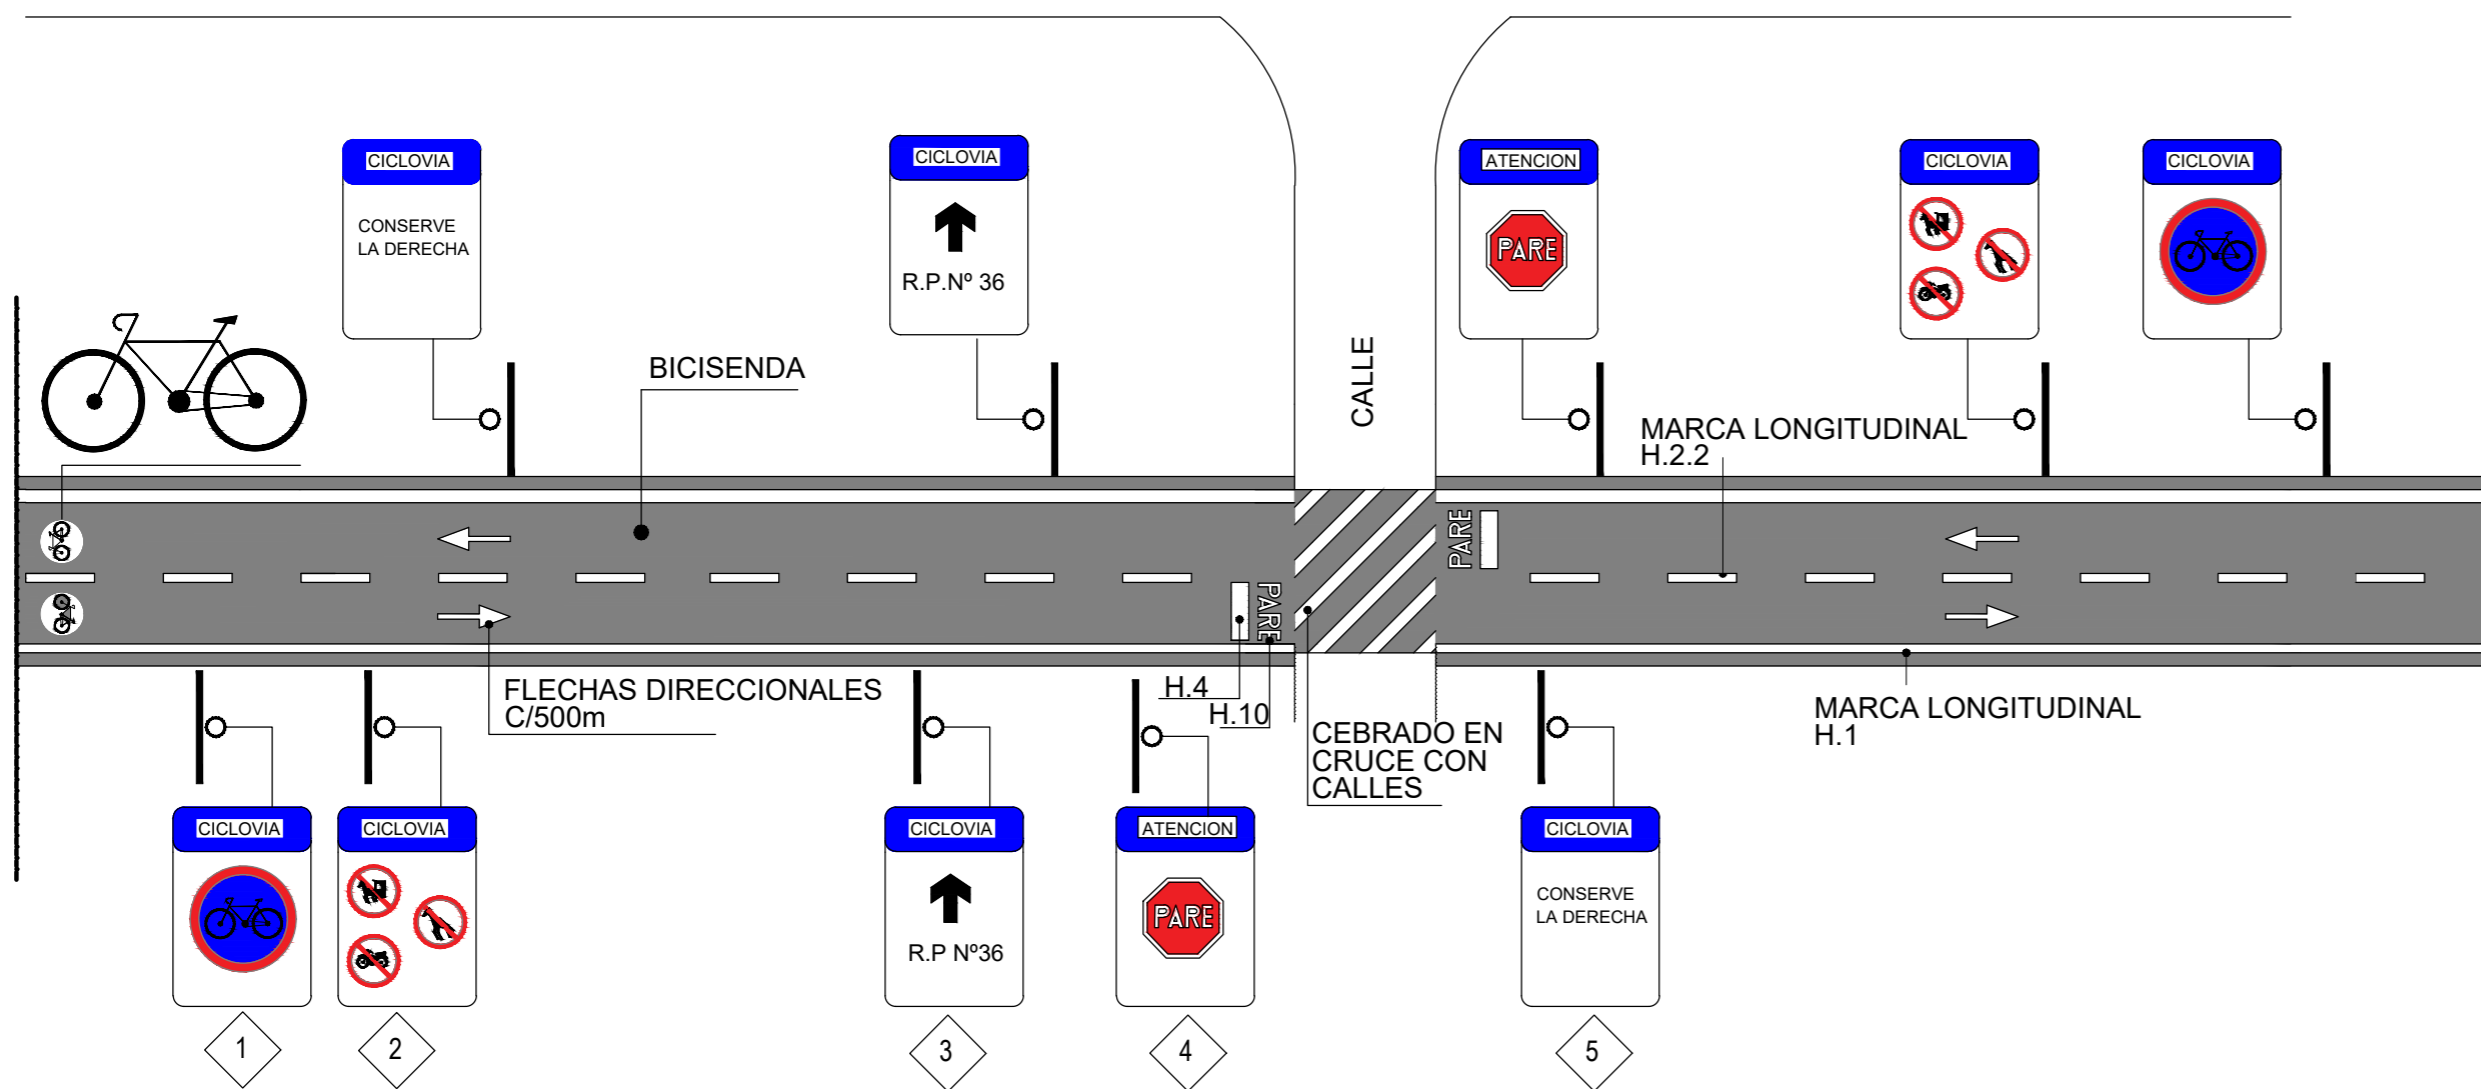 CICLOVIA
CONSERVE
LA DERECHA
CICLOVIA
R.P.Nº 36
ATENCION
PARE
CICLOVIA
CICLOVIA
BICISENDA
CALLE
MARCA LONGITUDINAL
H.2.2
PARE
PARE
FLECHAS DIRECCIONALES
C/500m
H.4
H.10
CEBRADO EN
CRUCE CON
CALLES
MARCA LONGITUDINAL
H.1
CICLOVIA
CICLOVIA
CICLOVIA
R.P Nº36
ATENCION
PARE
CICLOVIA
CONSERVE
LA DERECHA
1
2
3
4
5